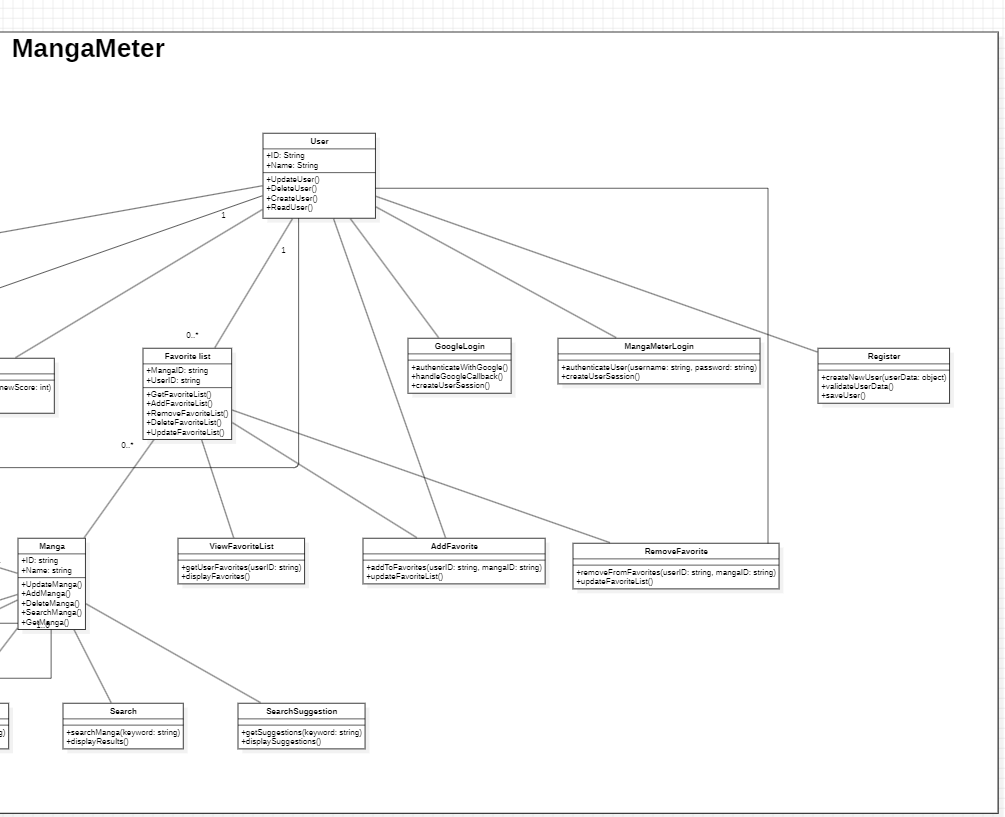 MangaMeter
User
+ID: String
+Name: String
+UpdateUser()
+DeleteUser()
+CreateUser()
+ReadUser()
1
1
0..*
Favorite list
+MangaID: string
+UserID: string
+GetFavoriteList()
+AddFavoriteList()
+RemoveFavoriteList()
+DeleteFavoriteList()
+UpdateFavoriteList()
GoogleLogin
+authenticateWithGoogle()
+handleGoogleCallback()
+createUserSession()
MangaMeterLogin
+authenticateUser(username: string, password: string)
+createUserSession()
Register
+createNewUser(userData: object)
+validateUserData()
+saveUser()
newScore: int)
0..*
Manga
+ID: string
+Name: string
+UpdateManga()
+AddManga()
+DeleteManga()
+SearchManga()
+GetManga()
ViewFavoriteList
+getUserFavorites(userID: string)
+displayFavorites()
AddFavorite
+addToFavorites(userID: string, mangaID: string)
+updateFavoriteList()
RemoveFavorite
+removeFromFavorites(userID: string, mangaID: string)
+updateFavoriteList()
Search
+searchManga(keyword: string)
+displayResults()
SearchSuggestion
+getSuggestions(keyword: string)
+displaySuggestions()